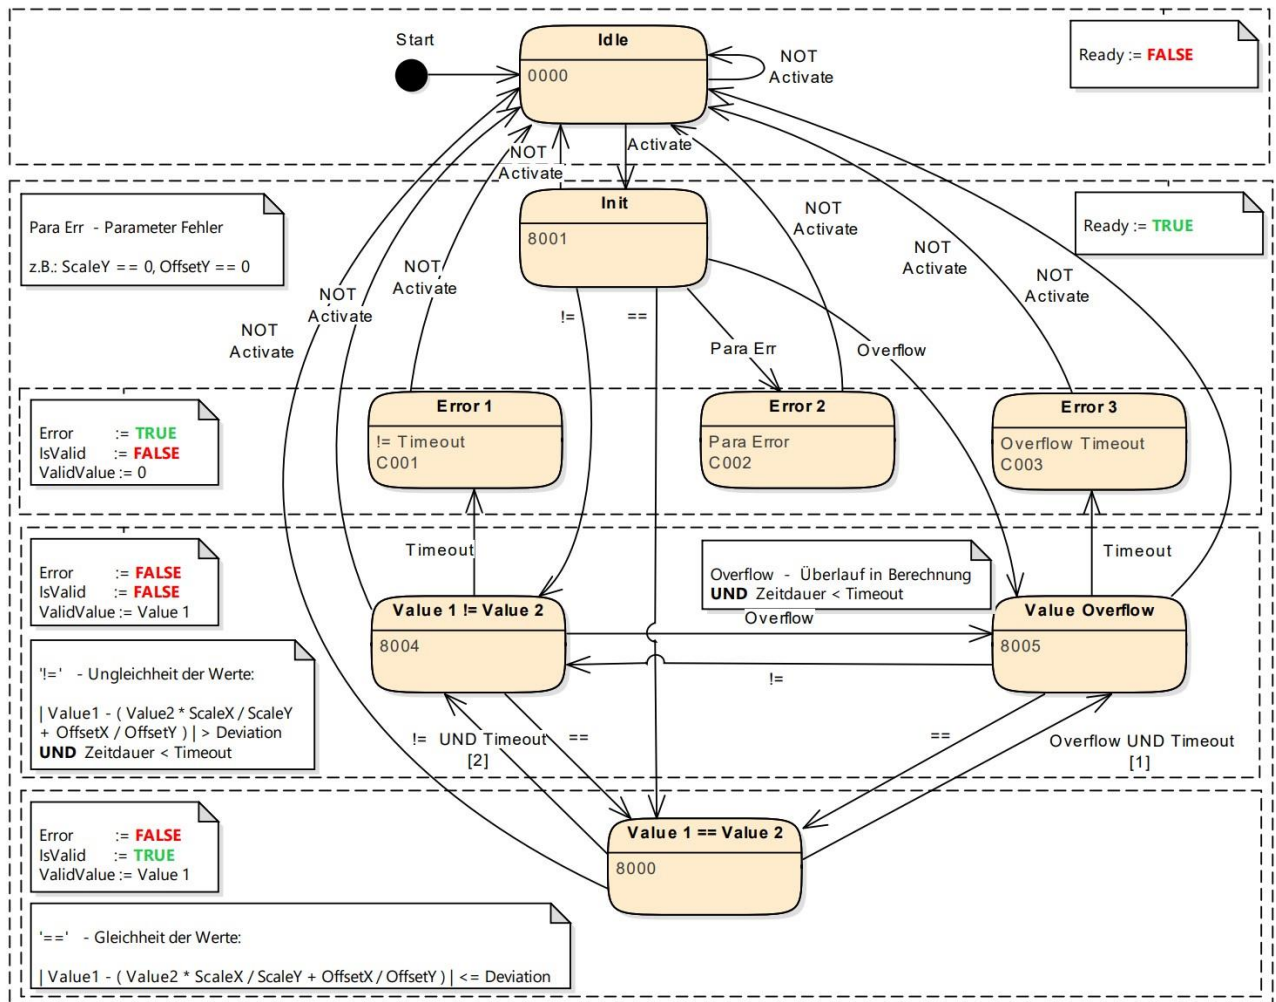 Start
Idle
0000
NOT
Activate
Ready := FALSE
NOT
Activate
Activate
Init
8001
Para Err - Parameter Fehler
z.B.: ScaleY == 0, OffsetY == 0
Ready := TRUE
NOT
Activate
NOT
Activate
NOT
Activate
NOT
Activate
NOT
Activate
NOT
Activate
!=
==
Para Err
Overflow
Error := TRUE
IsValid := FALSE
ValidValue := 0
Error 1
!= Timeout
C001
Error 2
Para Error
C002
Error 3
Overflow Timeout
C003
Timeout
Timeout
Error := FALSE
IsValid := FALSE
ValidValue := Value 1
Overflow - Überlauf in Berechnung
UND Zeitdauer < Timeout
Value 1 != Value 2
8004
Overflow
Value Overflow
8005
!=
'!=' - Ungleichheit der Werte:
| Value1 - ( Value2 * ScaleX / ScaleY
+ OffsetX / OffsetY ) | > Deviation
UND Zeitdauer < Timeout
!= UND Timeout
[2]
==
==
Overflow UND Timeout
[1]
Error := FALSE
IsValid := TRUE
ValidValue := Value 1
Value 1 == Value 2
8000
'==' - Gleichheit der Werte:
| Value1 - ( Value2 * ScaleX / ScaleY + OffsetX / OffsetY ) | <= Deviation